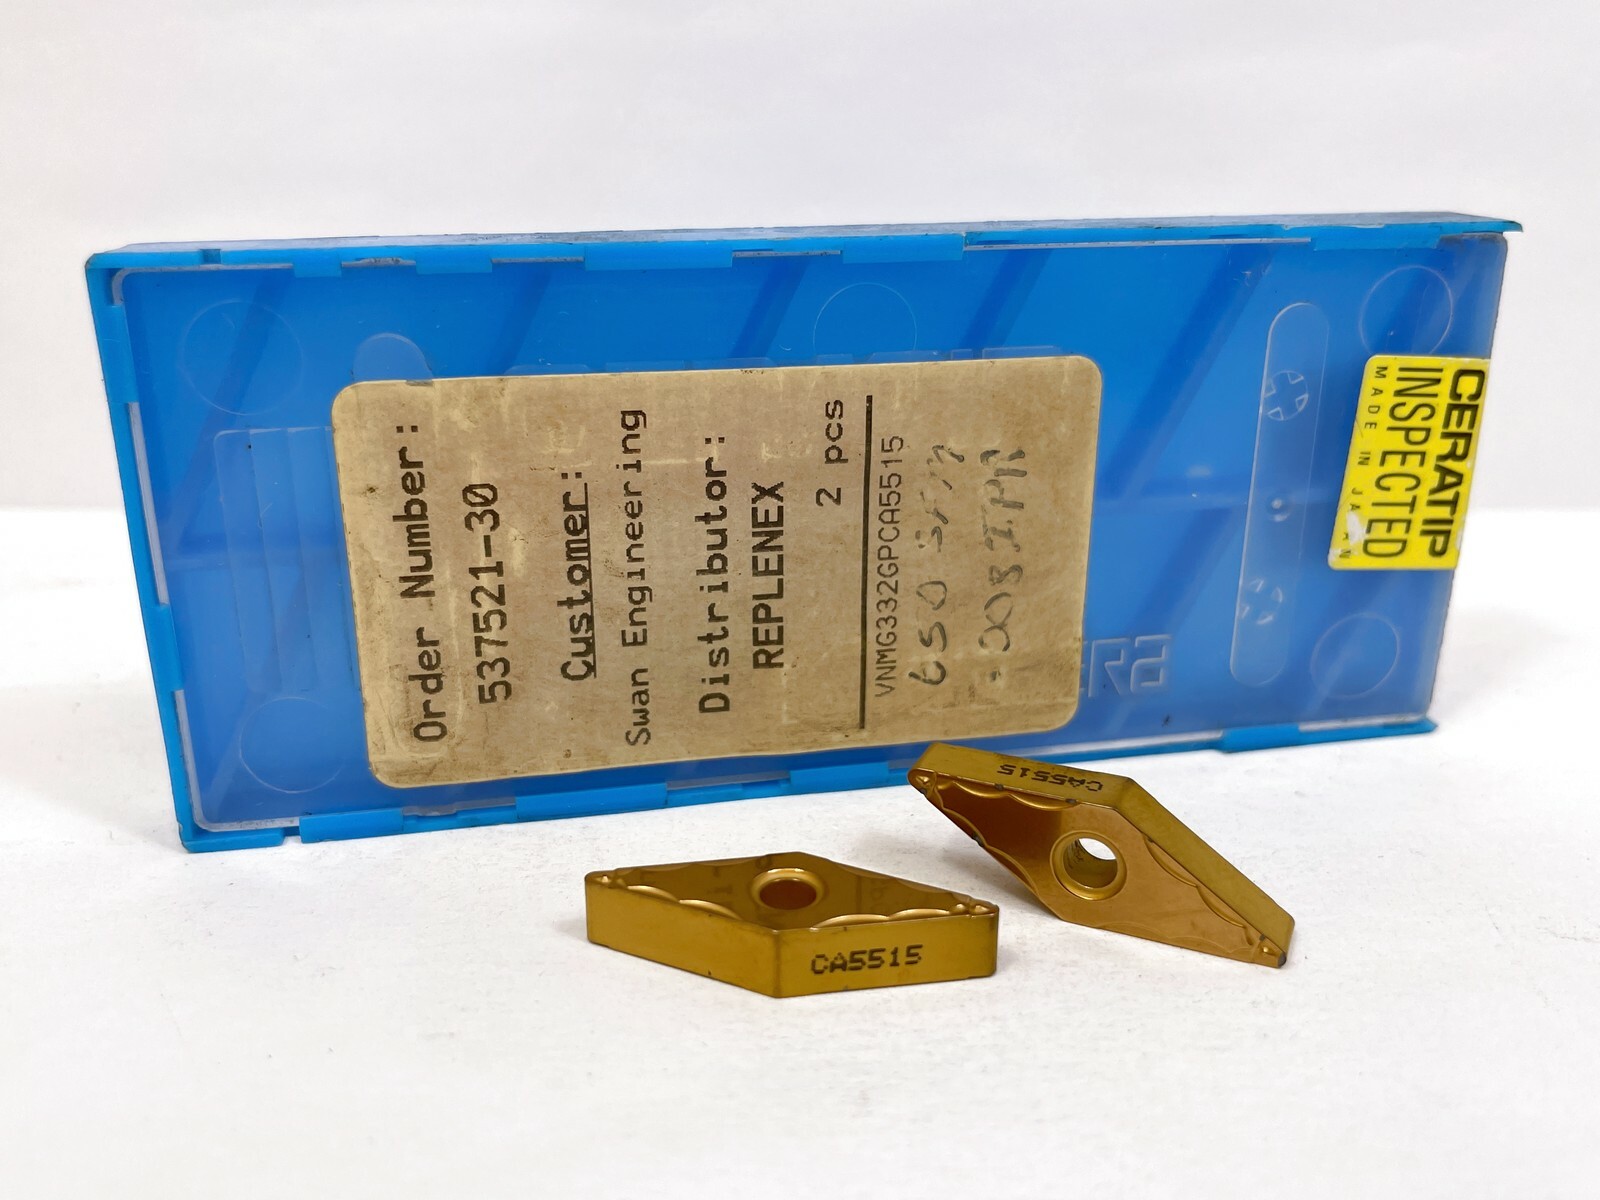 Order Number:
537521-30
Customer:
Swan Engineering
Distributor:
REPLENEX
2 pcs
VNMG332GPCA5515
650 SFM
.008 IPR
CERATIP
INSPECTED
MADE IN JAPAN
CA5515
CA5515